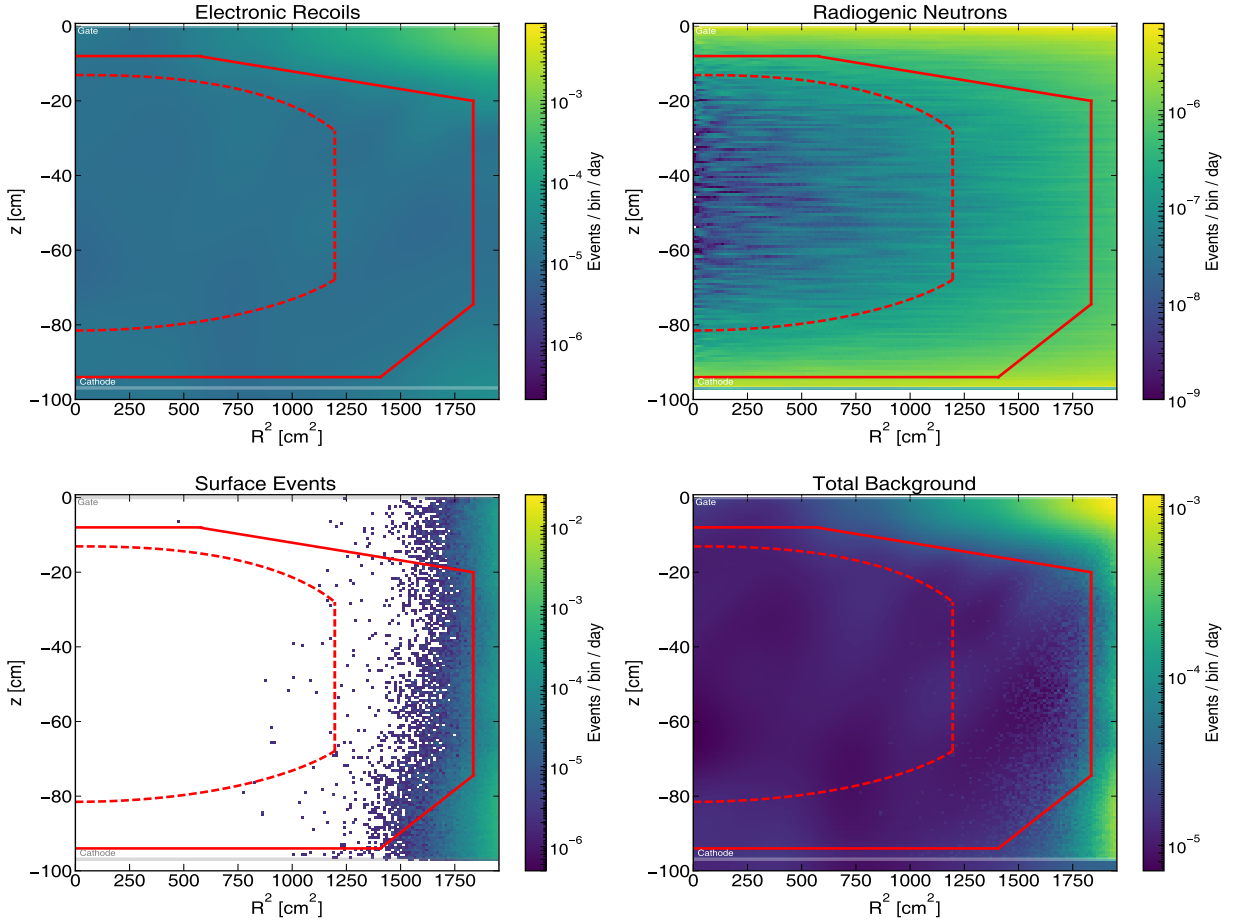 Electronic Recoils
Gate
Cathode
0
−20
−40
−60
−80
−100
z [cm]
0 250 500 750 1000 1250 1500 1750
R² [cm²]
10⁻³
10⁻⁴
10⁻⁵
10⁻⁶
Events / bin / day
Radiogenic Neutrons
Gate
Cathode
0
−20
−40
−60
−80
−100
z [cm]
0 250 500 750 1000 1250 1500 1750
R² [cm²]
10⁻⁶
10⁻⁷
10⁻⁸
10⁻⁹
Events / bin / day
Surface Events
Gate
Cathode
0
−20
−40
−60
−80
−100
z [cm]
0 250 500 750 1000 1250 1500 1750
R² [cm²]
10⁻²
10⁻³
10⁻⁴
10⁻⁵
10⁻⁶
Events / bin / day
Total Background
Gate
Cathode
0
−20
−40
−60
−80
−100
z [cm]
0 250 500 750 1000 1250 1500 1750
R² [cm²]
10⁻³
10⁻⁴
10⁻⁵
Events / bin / day